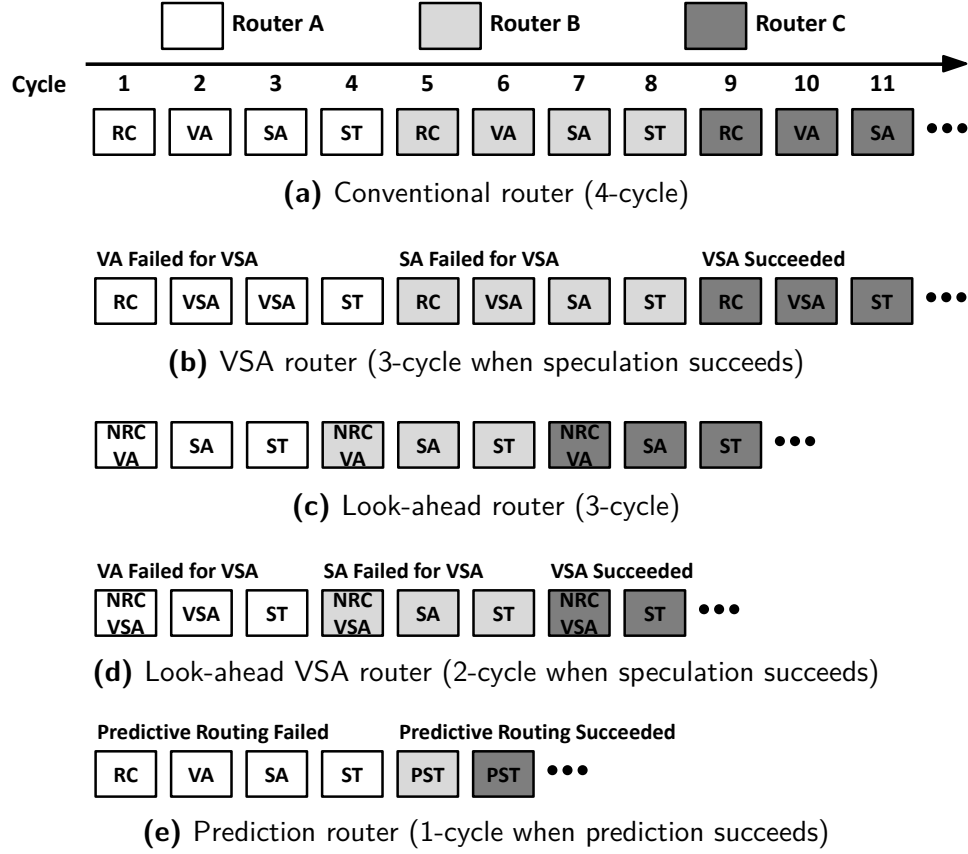 Router A Router B Router C
Cycle 1 2 3 4 5 6 7 8 9 10 11
RC VA SA ST RC VA SA ST RC VA SA •••
(a) Conventional router (4-cycle)
VA Failed for VSA SA Failed for VSA VSA Succeeded
RC VSA VSA ST RC VSA SA ST RC VSA ST •••
(b) VSA router (3-cycle when speculation succeeds)
NRC NRC NRC
VA SA ST VA SA ST VA SA ST •••
(c) Look-ahead router (3-cycle)
VA Failed for VSA SA Failed for VSA VSA Succeeded
NRC NRC NRC
VSA VSA ST VSA SA ST VSA ST •••
(d) Look-ahead VSA router (2-cycle when speculation succeeds)
Predictive Routing Failed Predictive Routing Succeeded
RC VA SA ST PST PST •••
(e) Prediction router (1-cycle when prediction succeeds)